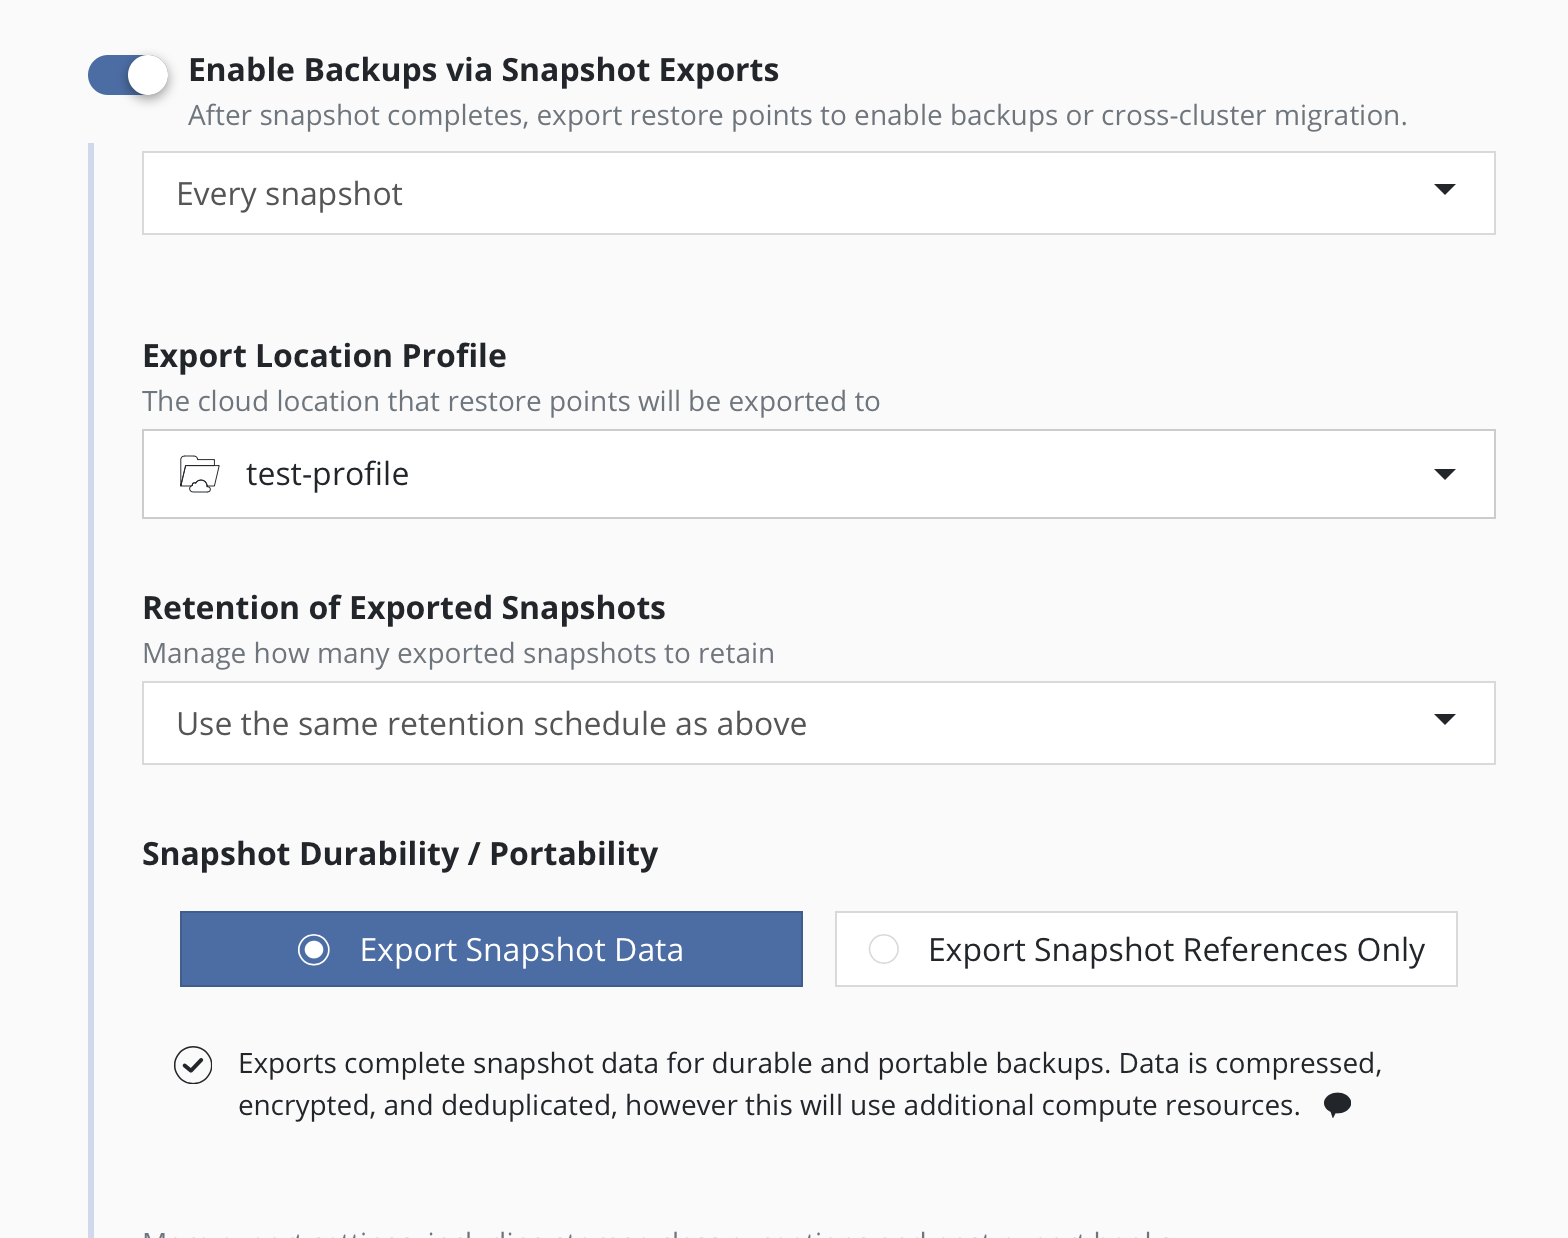 Enable Backups via Snapshot Exports
After snapshot completes, export restore points to enable backups or cross-cluster migration.
Every snapshot
Export Location Profile
The cloud location that restore points will be exported to
test-profile
Retention of Exported Snapshots
Manage how many exported snapshots to retain
Use the same retention schedule as above
Snapshot Durability / Portability
Export Snapshot Data
Export Snapshot References Only
Exports complete snapshot data for durable and portable backups. Data is compressed,
encrypted, and deduplicated, however this will use additional compute resources.